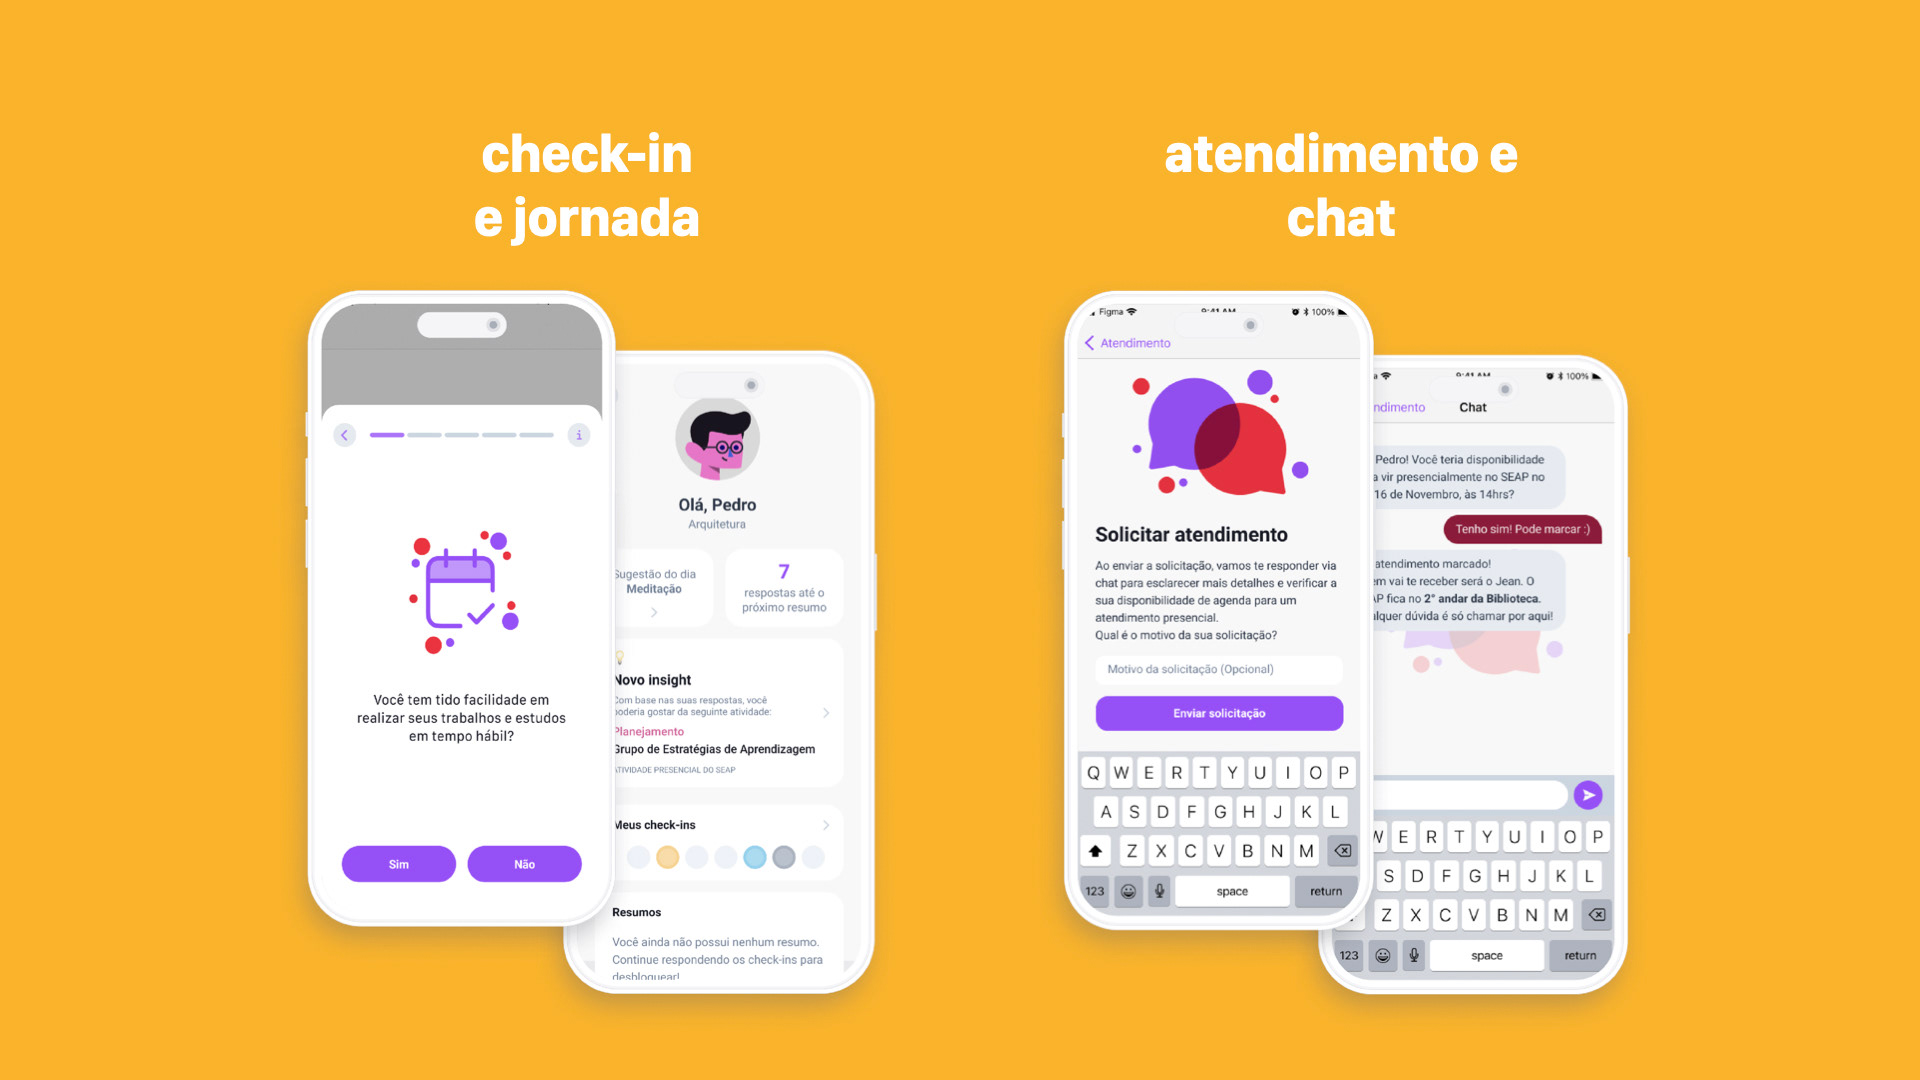 check-in
e jornada
Você tem tido facilidade em
realizar seus trabalhos e estudos
em tempo hábil?
Sim
Não
Olá, Pedro
Arquitetura
Sugestão do dia
Meditação
7
respostas até o
próximo resumo
Novo insight
Com base nas suas respostas, você
poderia gostar da seguinte atividade:
Planejamento
Grupo de Estratégias de Aprendizagem
ATIVIDADE PRESENCIAL DO SEAP
Meus check-ins
Resumos
Você ainda não possui nenhum resumo.
Continue respondendo os check-ins para
desbloquear!
atendimento e
chat
Figma 9:41 AM 100%
Atendimento
Solicitar atendimento
Ao enviar a solicitação, vamos te responder via
chat para esclarecer mais detalhes e verificar a
sua disponibilidade de agenda para um
atendimento presencial.
Qual é o motivo da sua solicitação?
Motivo da solicitação (Opcional)
Enviar solicitação
Q W E R T Y U I O P
A S D F G H J K L
Z X C V B N M
123 space return
a 9:41 AM 100%
ndimento Chat
Pedro! Você teria disponibilidade
a vir presencialmente no SEAP no
16 de Novembro, às 14hrs?
Tenho sim! Pode marcar :)
atendimento marcado!
em vai te receber será o Jean. O
AP fica no 2° andar da Biblioteca.
alquer dúvida é só chamar por aqui!
W E R T Y U I O P
S D F G H J K L
Z X C V B N M
123 space return